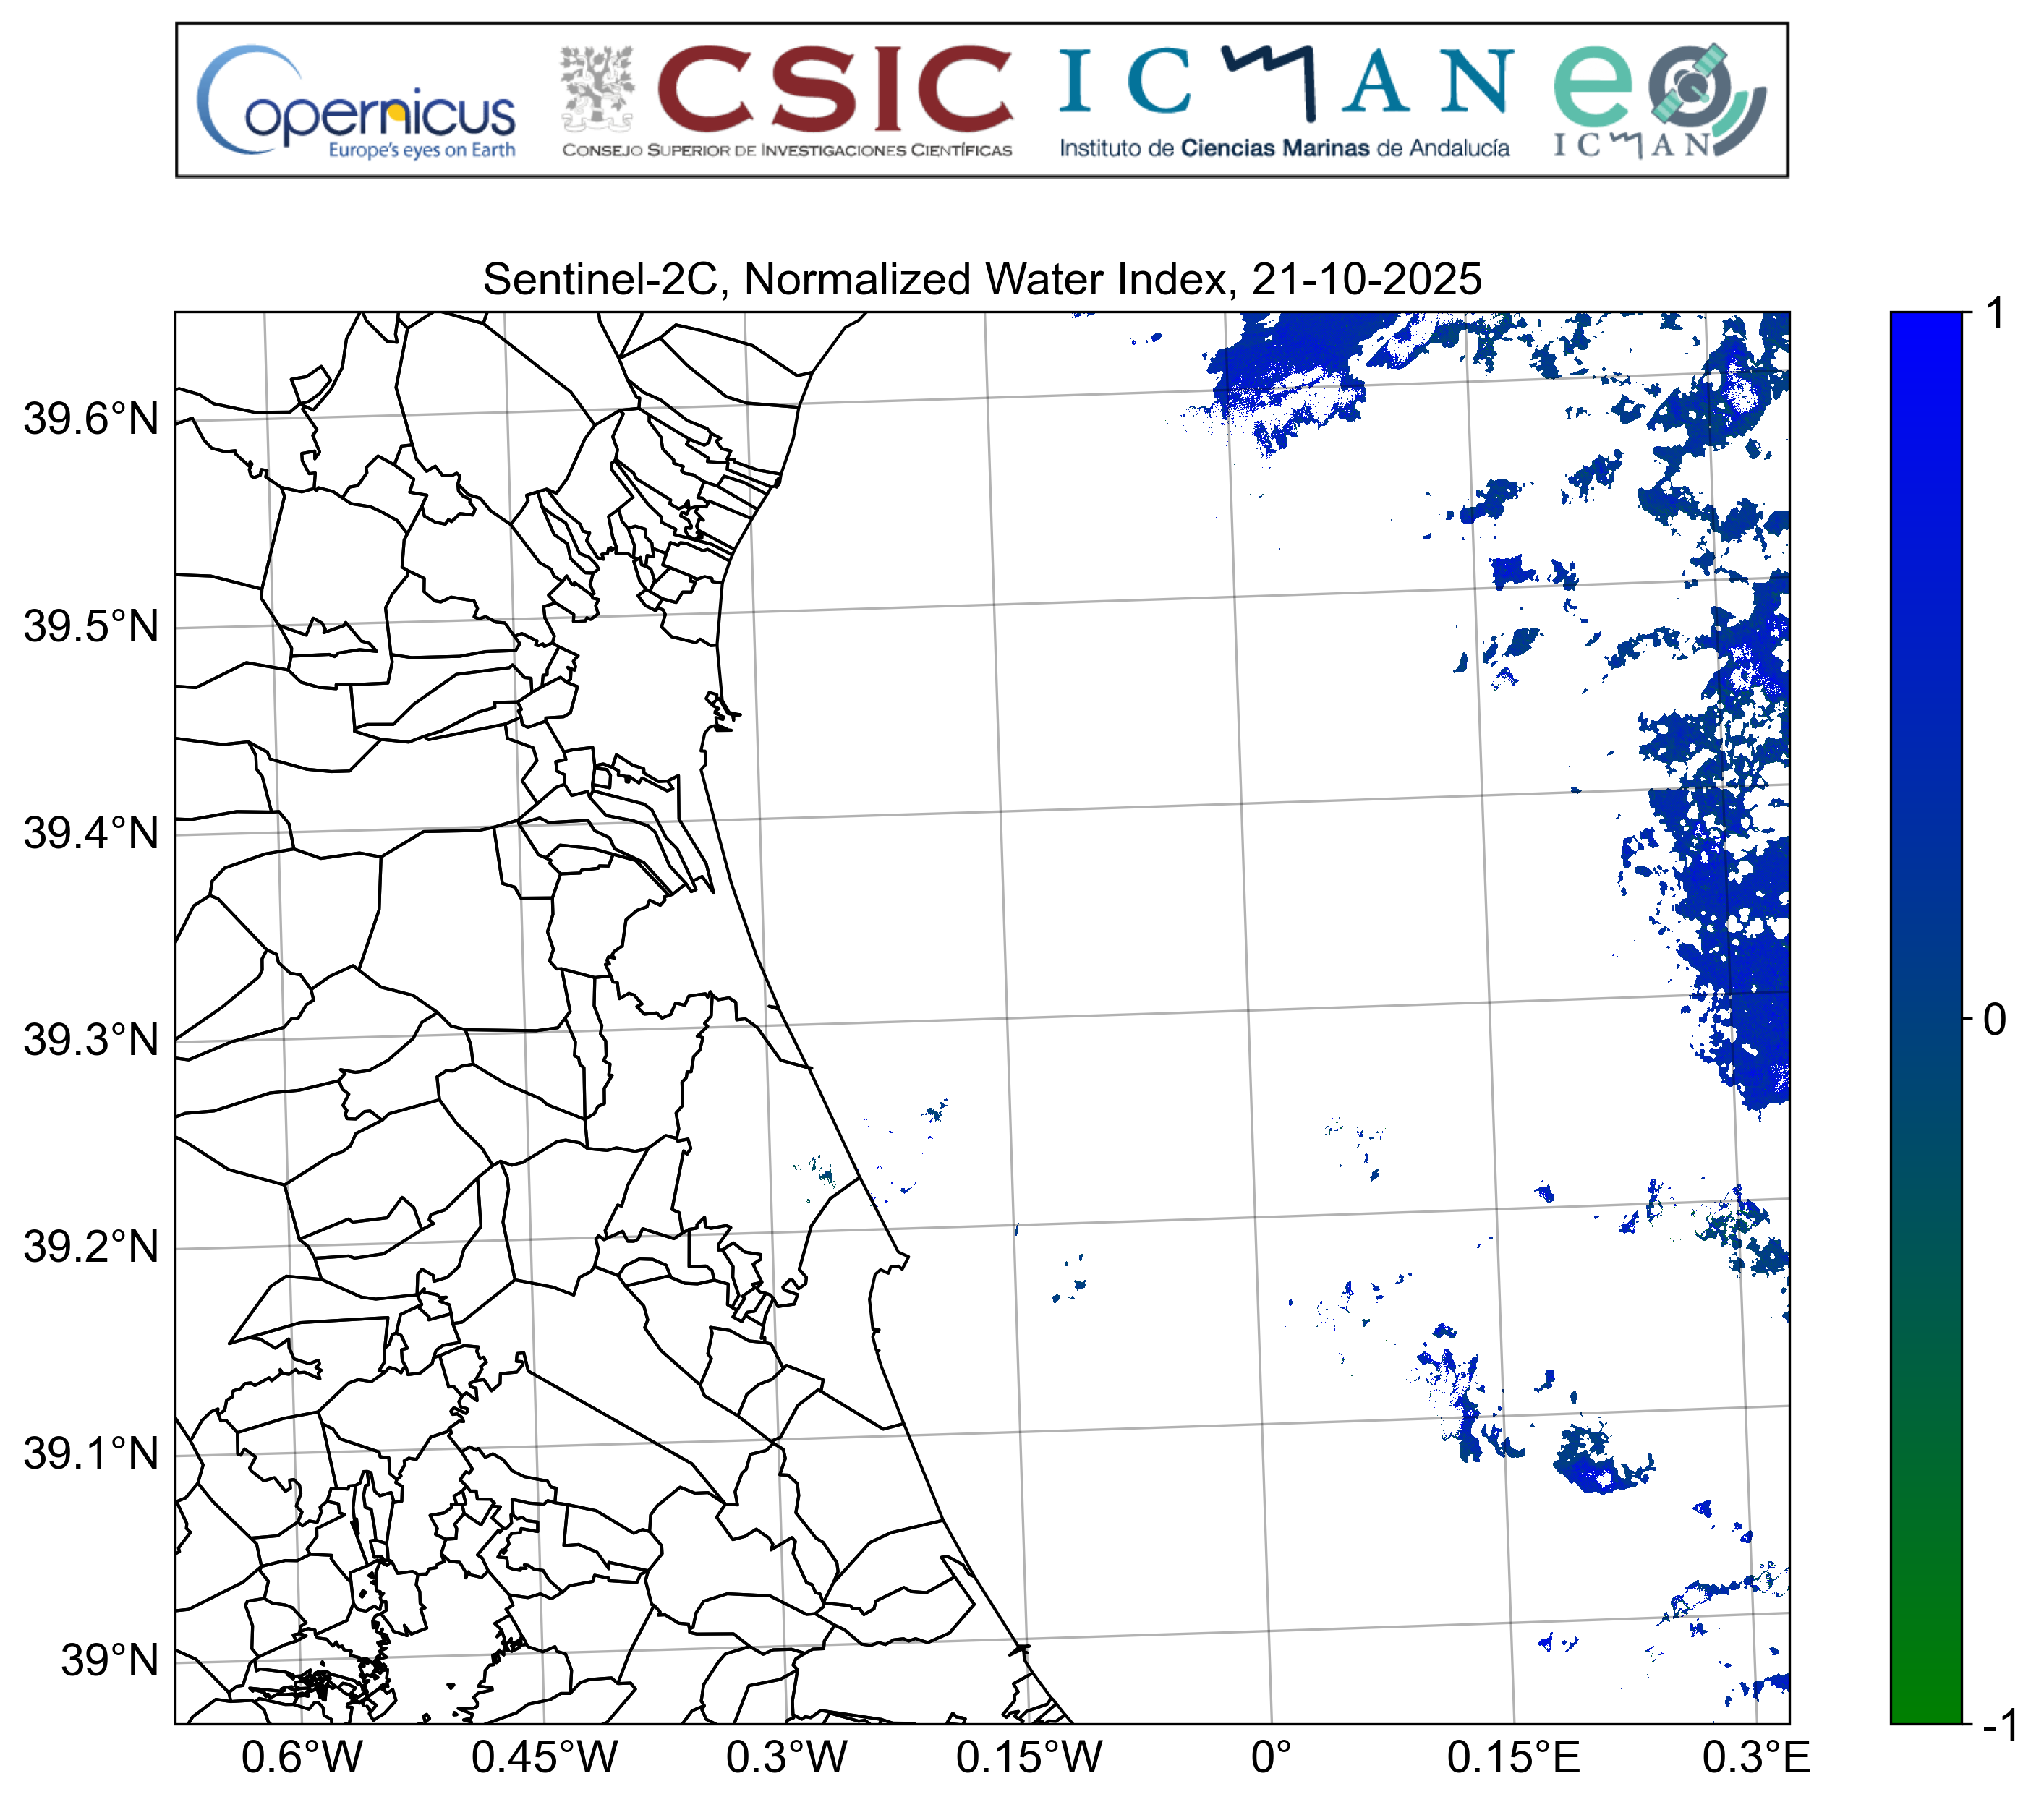 Copernicus
Europe's eyes on Earth
CSIC
CONSEJO SUPERIOR DE INVESTIGACIONES CIENTÍFICAS
ICMAN
Instituto de Ciencias Marinas de Andalucía
eo
ICMAN
Sentinel-2C, Normalized Water Index, 21-10-2025
39.6°N
39.5°N
39.4°N
39.3°N
39.2°N
39.1°N
39°N
0.6°W
0.45°W
0.3°W
0.15°W
0°
0.15°E
0.3°E
1
0
-1